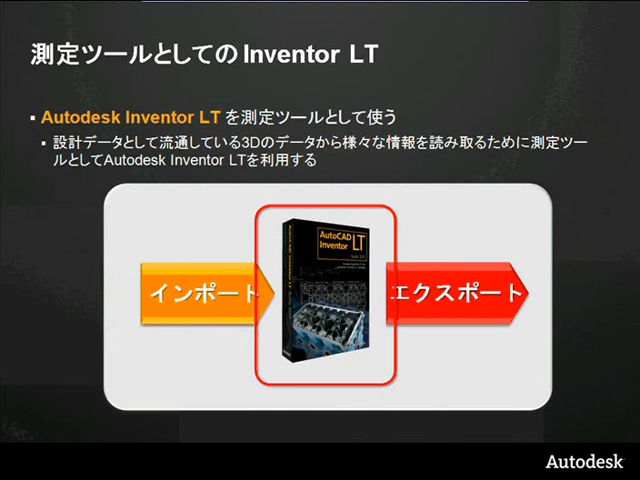 測定ツールとしてのInventor LT
Autodesk Inventor LT を測定ツールとして使う
設計データとして流通している3Dのデータから様々な情報を読み取るために測定ツー
ルとしてAutodesk Inventor LTを利用する
インポート
AutoCAD
Inventor LT
エクスポート
Autodesk